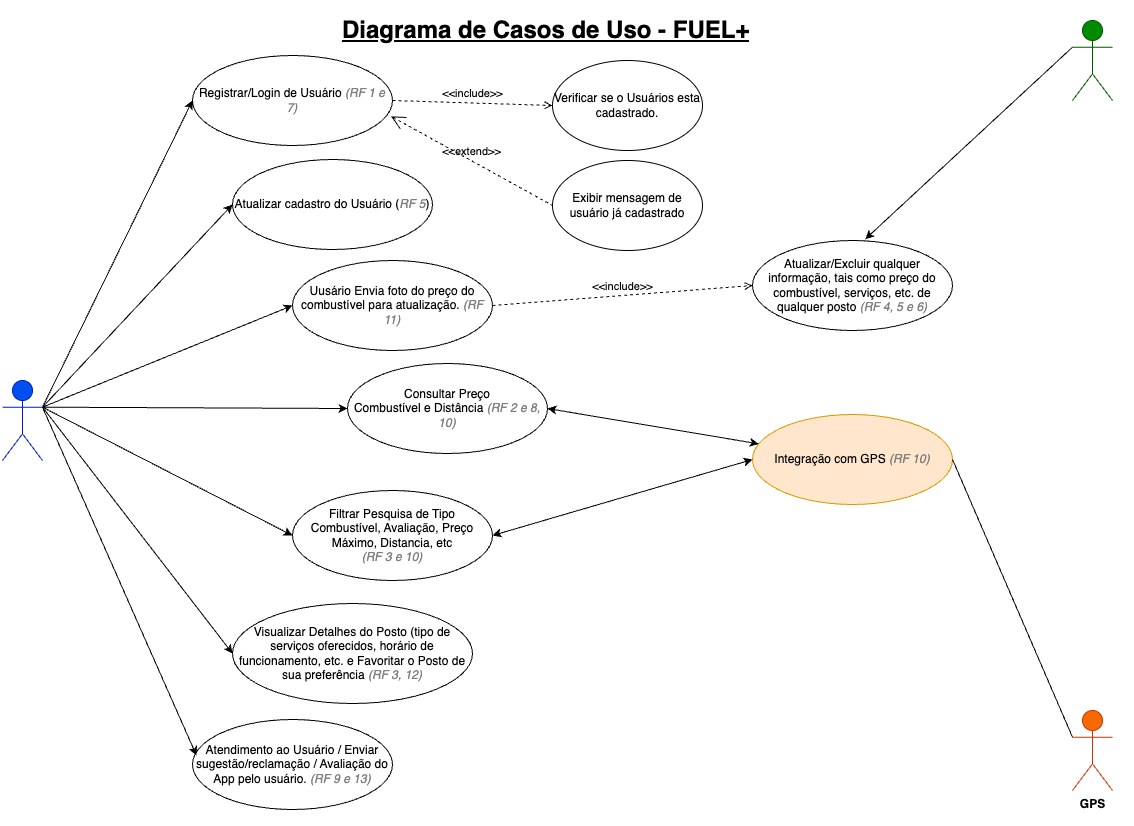 Diagrama de Casos de Uso - FUEL+
Registrar/Login de Usuário (RF 1 e
7)
<<include>>
Verificar se o Usuários esta
cadastrado.
<<extend>>
Exibir mensagem de
usuário já cadastrado
Atualizar cadastro do Usuário (RF 5)
Uusário Envia foto do preço do
combustível para atualização. (RF
11)
<<include>>
Atualizar/Excluir qualquer
informação, tais como preço do
combustível, serviços, etc. de
qualquer posto (RF 4, 5 e 6)
Consultar Preço
Combustível e Distância (RF 2 e 8,
10)
Integração com GPS (RF 10)
Filtrar Pesquisa de Tipo
Combustível, Avaliação, Preço
Máximo, Distancia, etc
(RF 3 e 10)
Visualizar Detalhes do Posto (tipo de
serviços oferecidos, horário de
funcionamento, etc. e Favoritar o Posto de
sua preferência (RF 3, 12)
Atendimento ao Usuário / Enviar
sugestão/reclamação / Avaliação do
App pelo usuário. (RF 9 e 13)
GPS